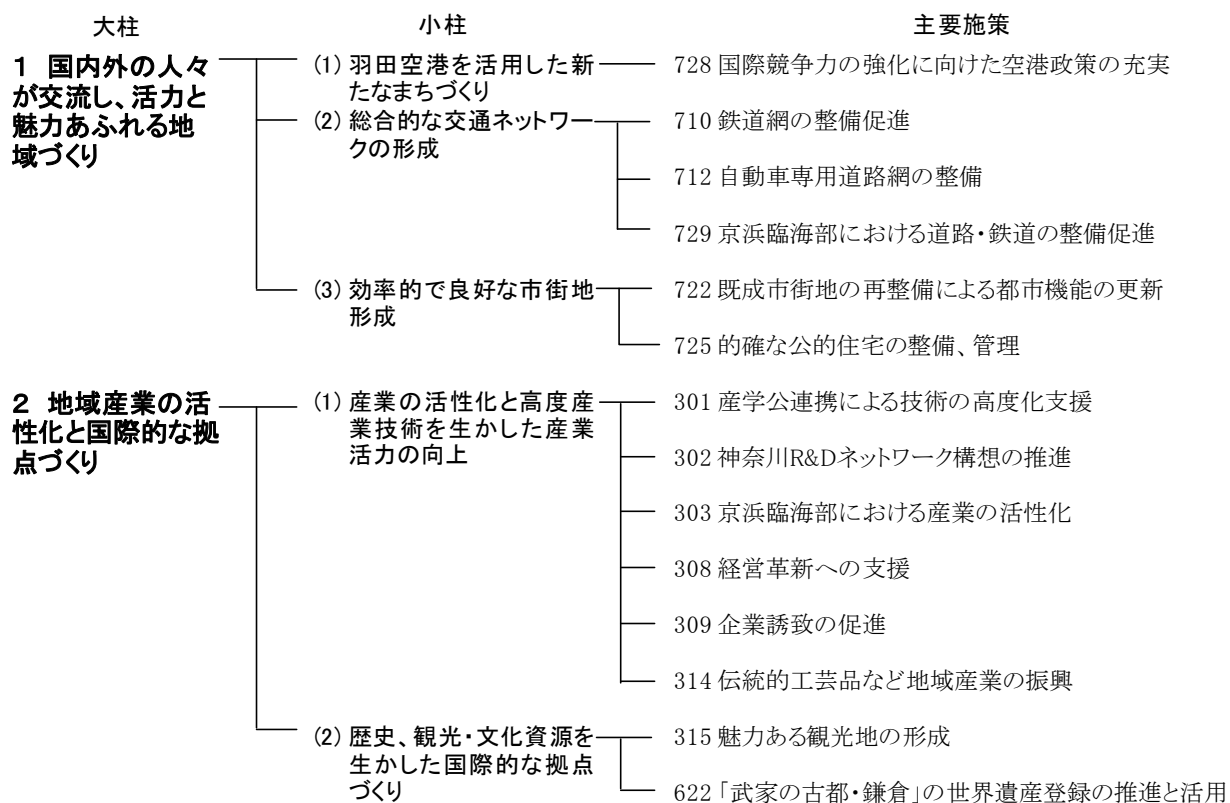 大柱 小柱 主要施策
1 国内外の人々
が交流し、活力と
魅力あふれる地
域づくり
(1) 羽田空港を活用した新
たなまちづくり
728 国際競争力の強化に向けた空港政策の充実
(2) 総合的な交通ネットワー
クの形成
710 鉄道網の整備促進
712 自動車専用道路網の整備
729 京浜臨海部における道路・鉄道の整備促進
(3) 効率的で良好な市街地
形成
722 既成市街地の再整備による都市機能の更新
725 的確な公的住宅の整備、管理
2 地域産業の活
性化と国際的な拠
点づくり
(1) 産業の活性化と高度産
業技術を生かした産業
活力の向上
301 産学公連携による技術の高度化支援
302 神奈川R&Dネットワーク構想の推進
303 京浜臨海部における産業の活性化
308 経営革新への支援
309 企業誘致の促進
314 伝統的工芸品など地域産業の振興
(2) 歴史、観光・文化資源を
生かした国際的な拠点
づくり
315 魅力ある観光地の形成
622 「武家の古都・鎌倉」の世界遺産登録の推進と活用